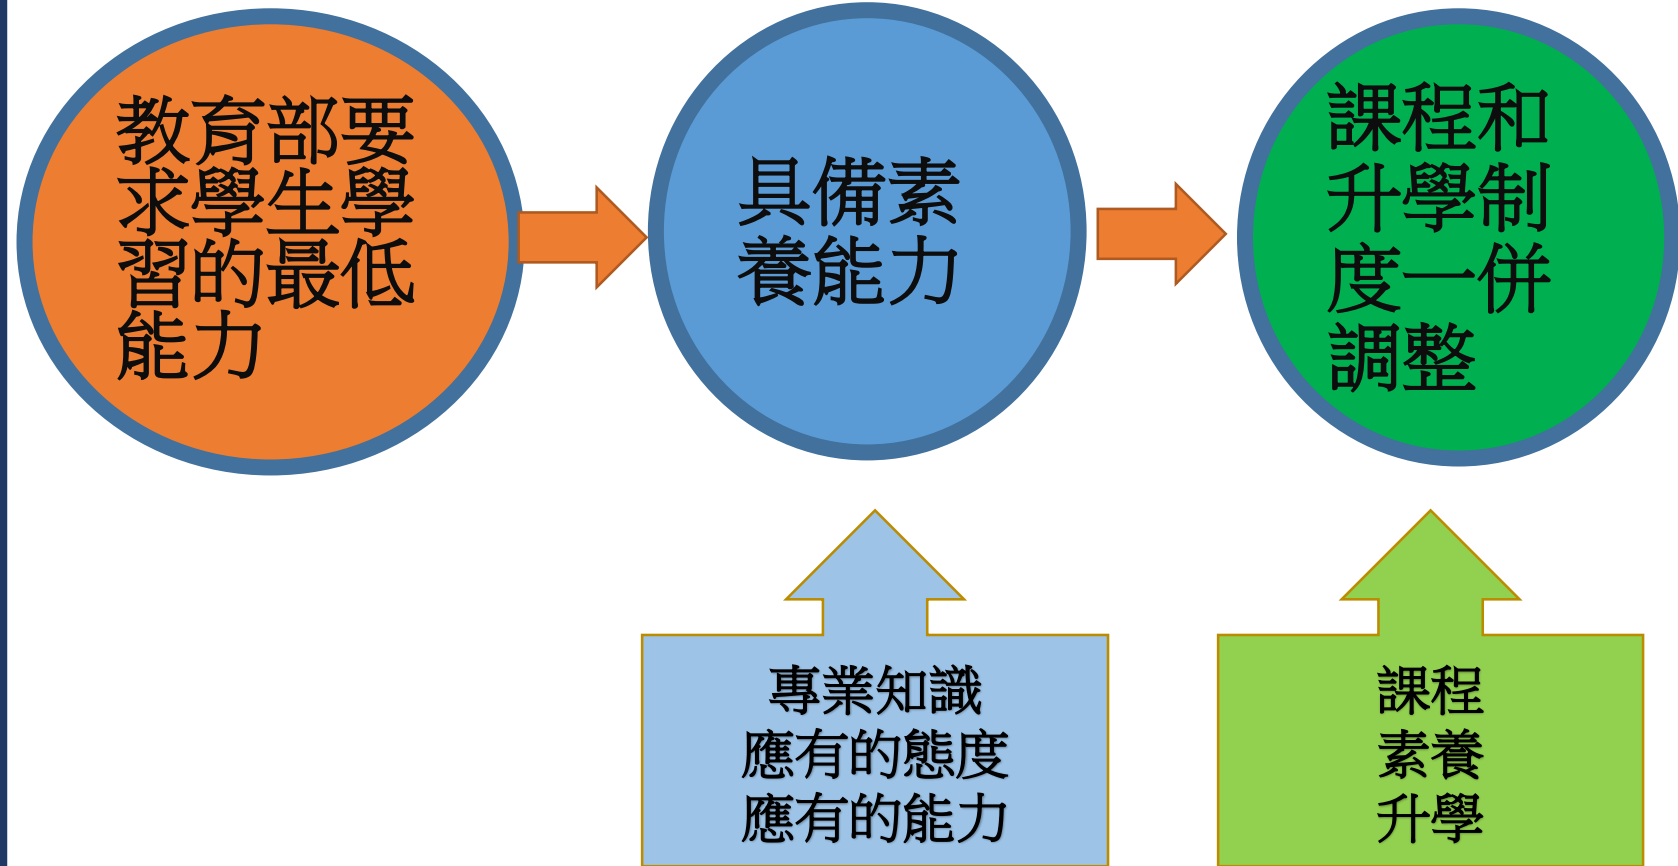 教育部要
求學生學
習的最低
能力
具備素
養能力
課程和
升學制
度一併
調整
專業知識
應有的態度
應有的能力
課程
素養
升學